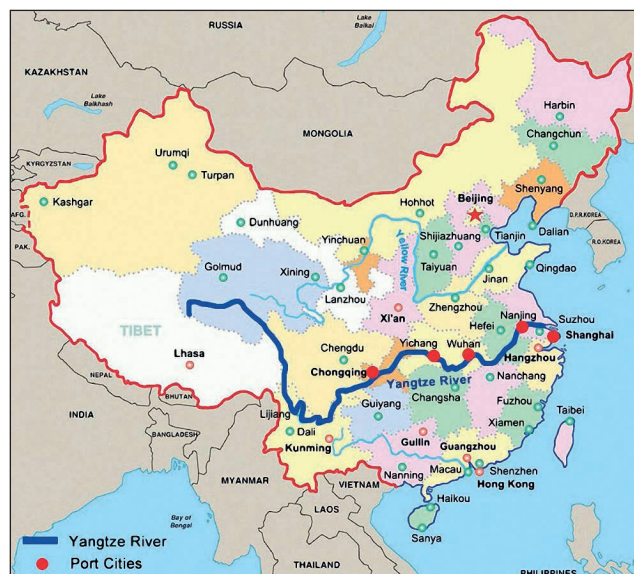 RUSSIA
Lake
Baikal
KAZAKHSTAN
Lake
Balkhash
MONGOLIA
Harbin
Changchun
KYRGYZSTAN
Urumqi
Turpan
Shenyang
Kashgar
Hohhot
Beijing
AFG.
Dunhuang
D.P.R.KOREA
Yinchuan
Shijiazhuang
Tianjin
Dalian
PAK.
Yellow River
R.O.KOREA
Golmud
Xining
Taiyuan
Jinan
Qingdao
Lanzhou
Zhengzhou
Xi'an
Nanjing
Suzhou
TIBET
Hefei
Shanghai
Lhasa
Chengdu
Yichang
Wuhan
Hangzhou
NEPAL
Chongqing
Yangtze River
Nanchang
BHUTAN
Lijiang
Guiyang
Changsha
Fuzhou
INDIA
Dali
Xiamen
Taibei
BANGLADESH
Kunming
Gullin
Guangzhou
Nanning
Macau
Shenzhen
Hong Kong
MYANMAR
VIETNAM
Haikou
LAOS
Bay of
Bengal
Sanya
Yangtze River
Port Cities
THAILAND
PHILIPPINES